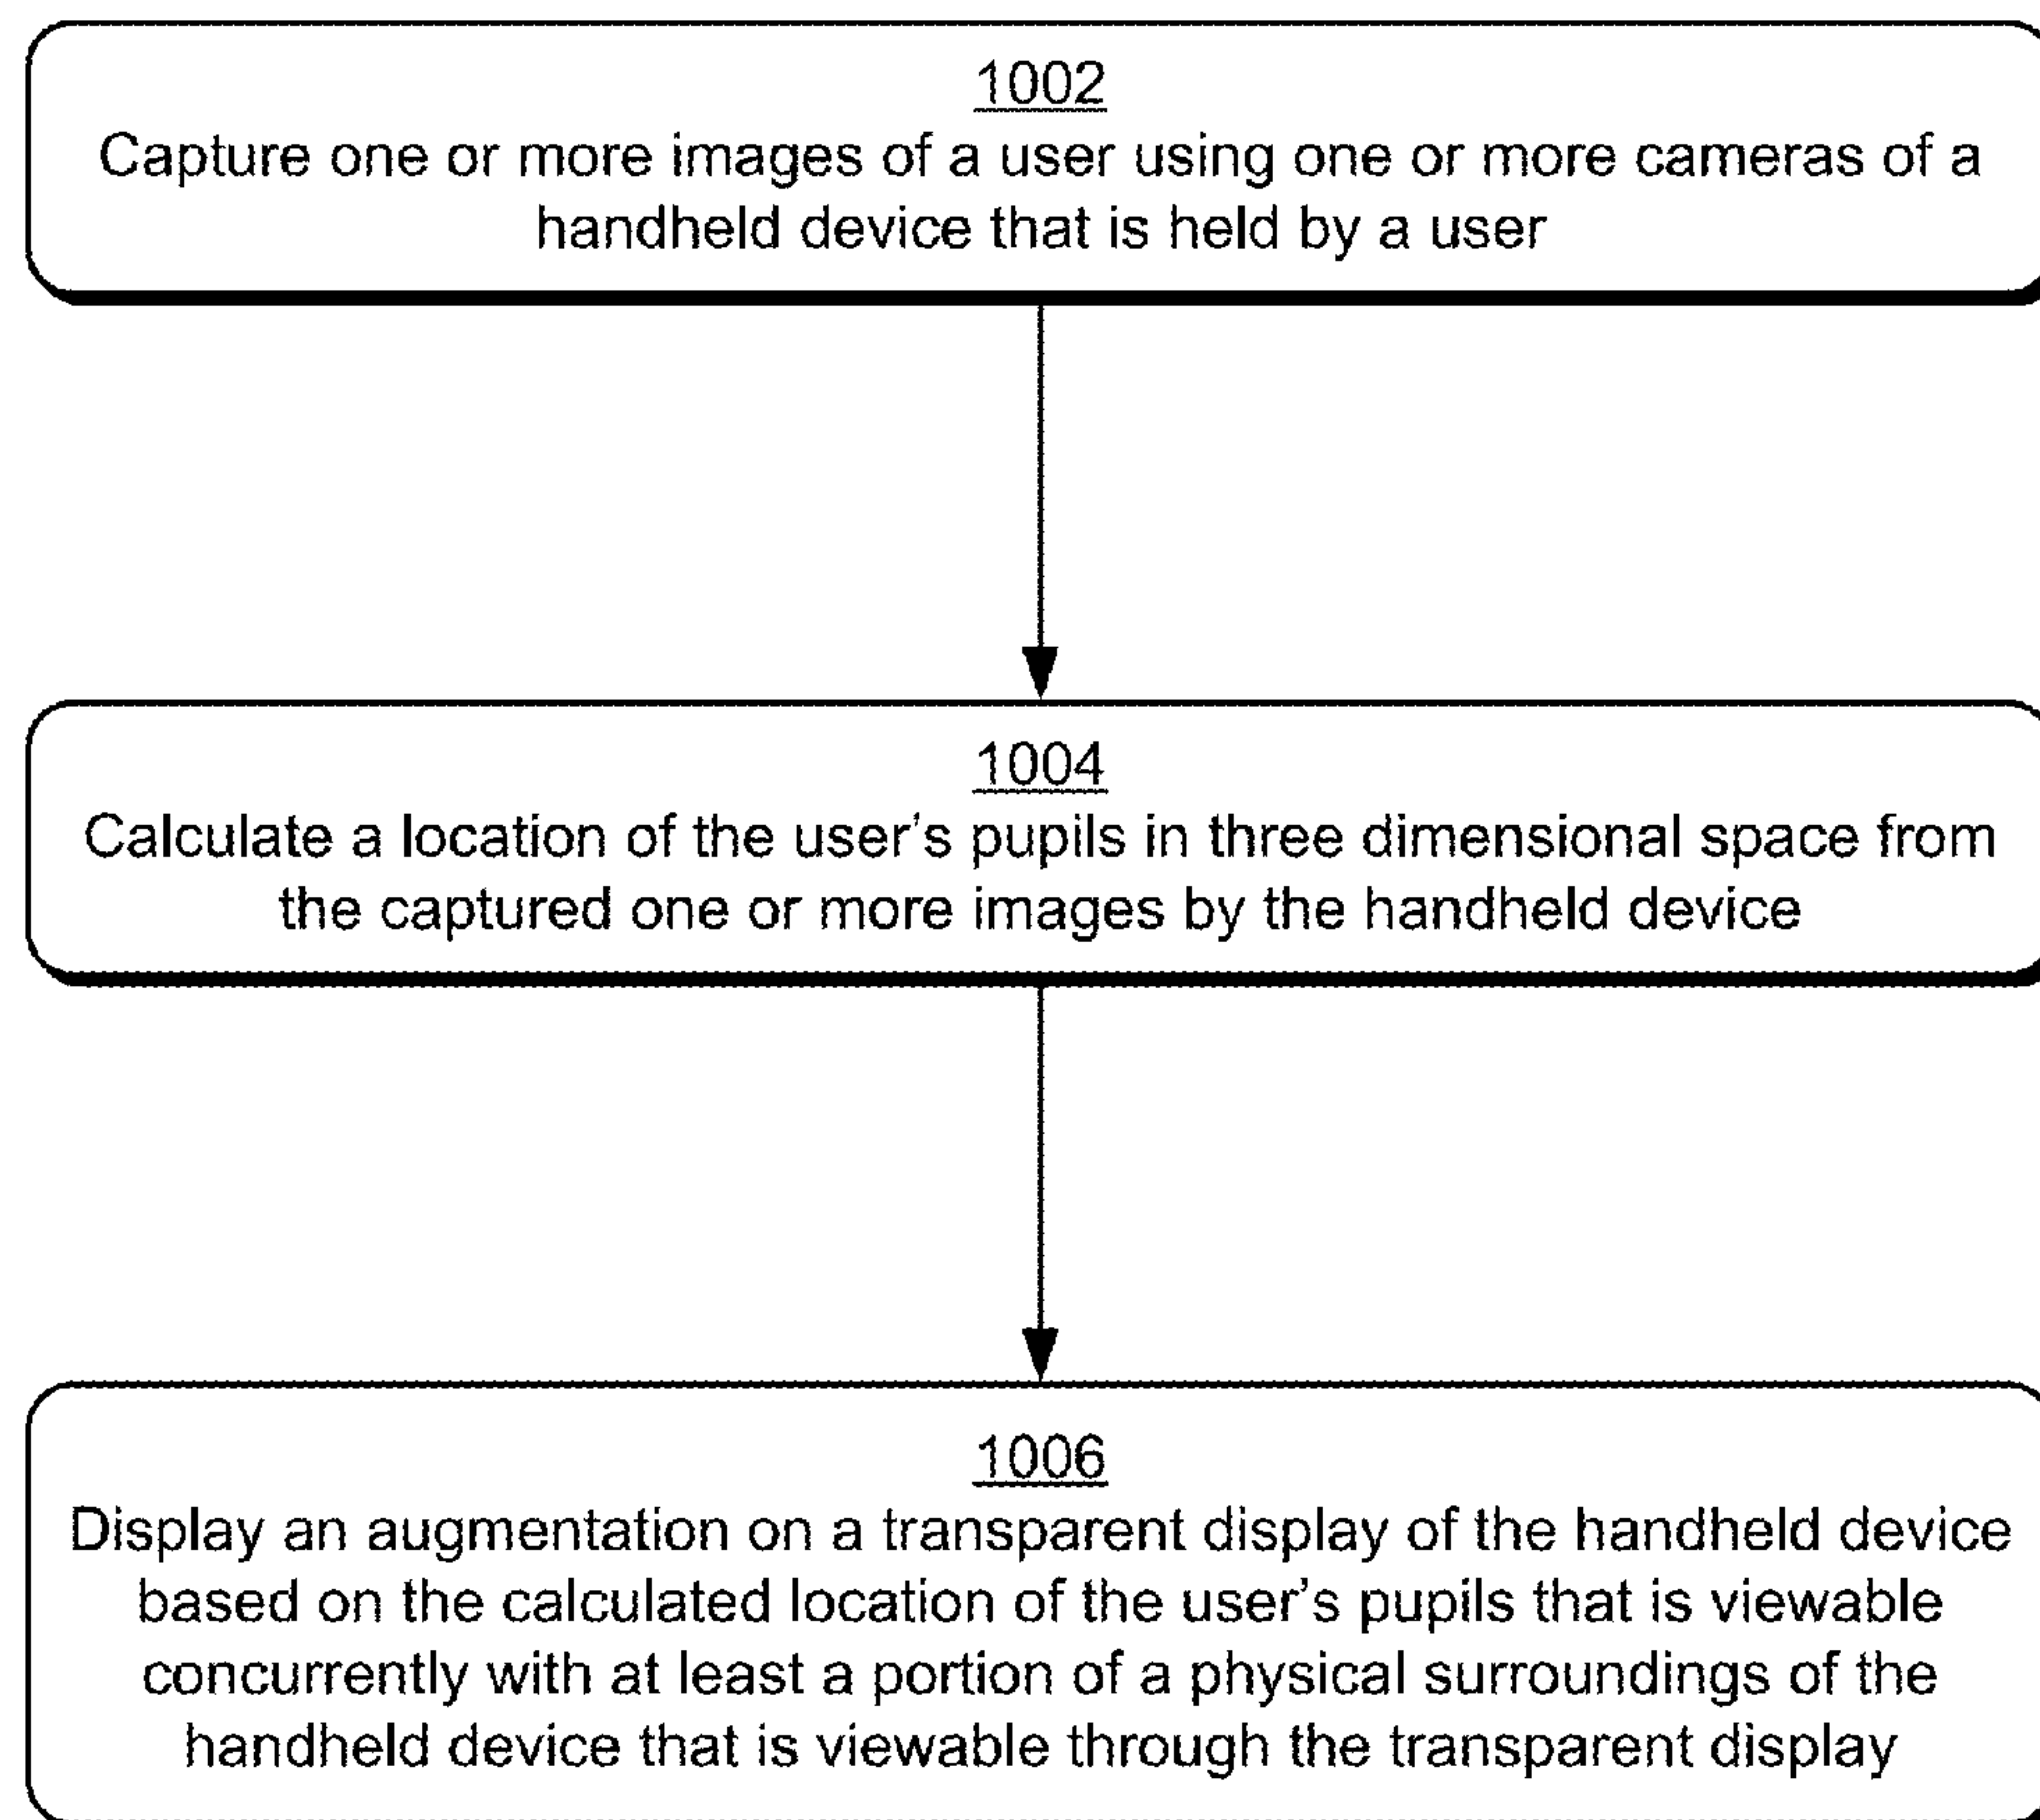 1002
Capture one or more images of a user using one or more cameras of a
handheld device that is held by a user
1004
Calculate a location of the user's pupils in three dimensional space from
the captured one or more images by the handheld device
1006
Display an augmentation on a transparent display of the handheld device
based on the calculated location of the user's pupils that is viewable
concurrently with at least a portion of a physical surroundings of the
handheld device that is viewable through the transparent display